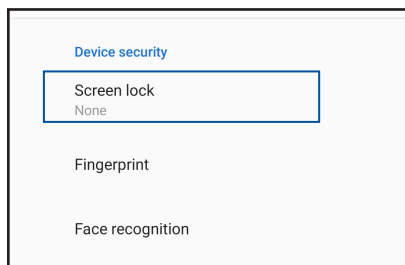 Device security
Screen lock
None
Fingerprint
Face recognition